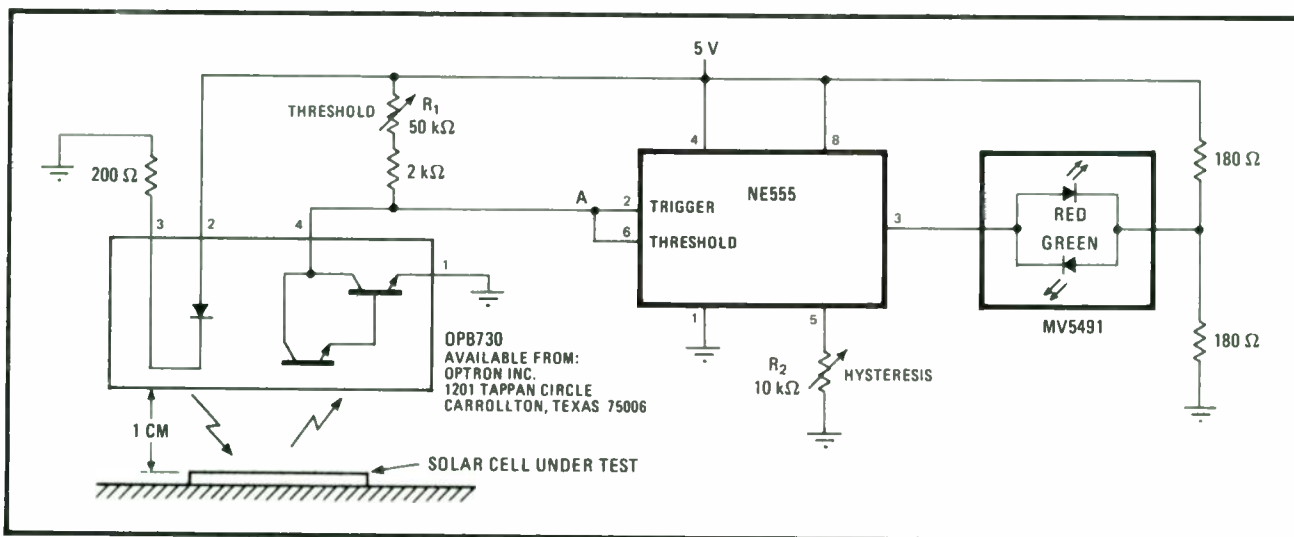 5 V
THRESHOLD
R1
50 kΩ
200 Ω
2 kΩ
4
8
180 Ω
3
2
4
A
2
TRIGGER
NE555
6
THRESHOLD
3
RED
GREEN
1
MV5491
1
5
180 Ω
R2
10 kΩ
HYSTERESIS
OPB730
AVAILABLE FROM:
OPTRON INC.
1201 TAPPAN CIRCLE
CARROLLTON, TEXAS 75006
1 CM
SOLAR CELL UNDER TEST